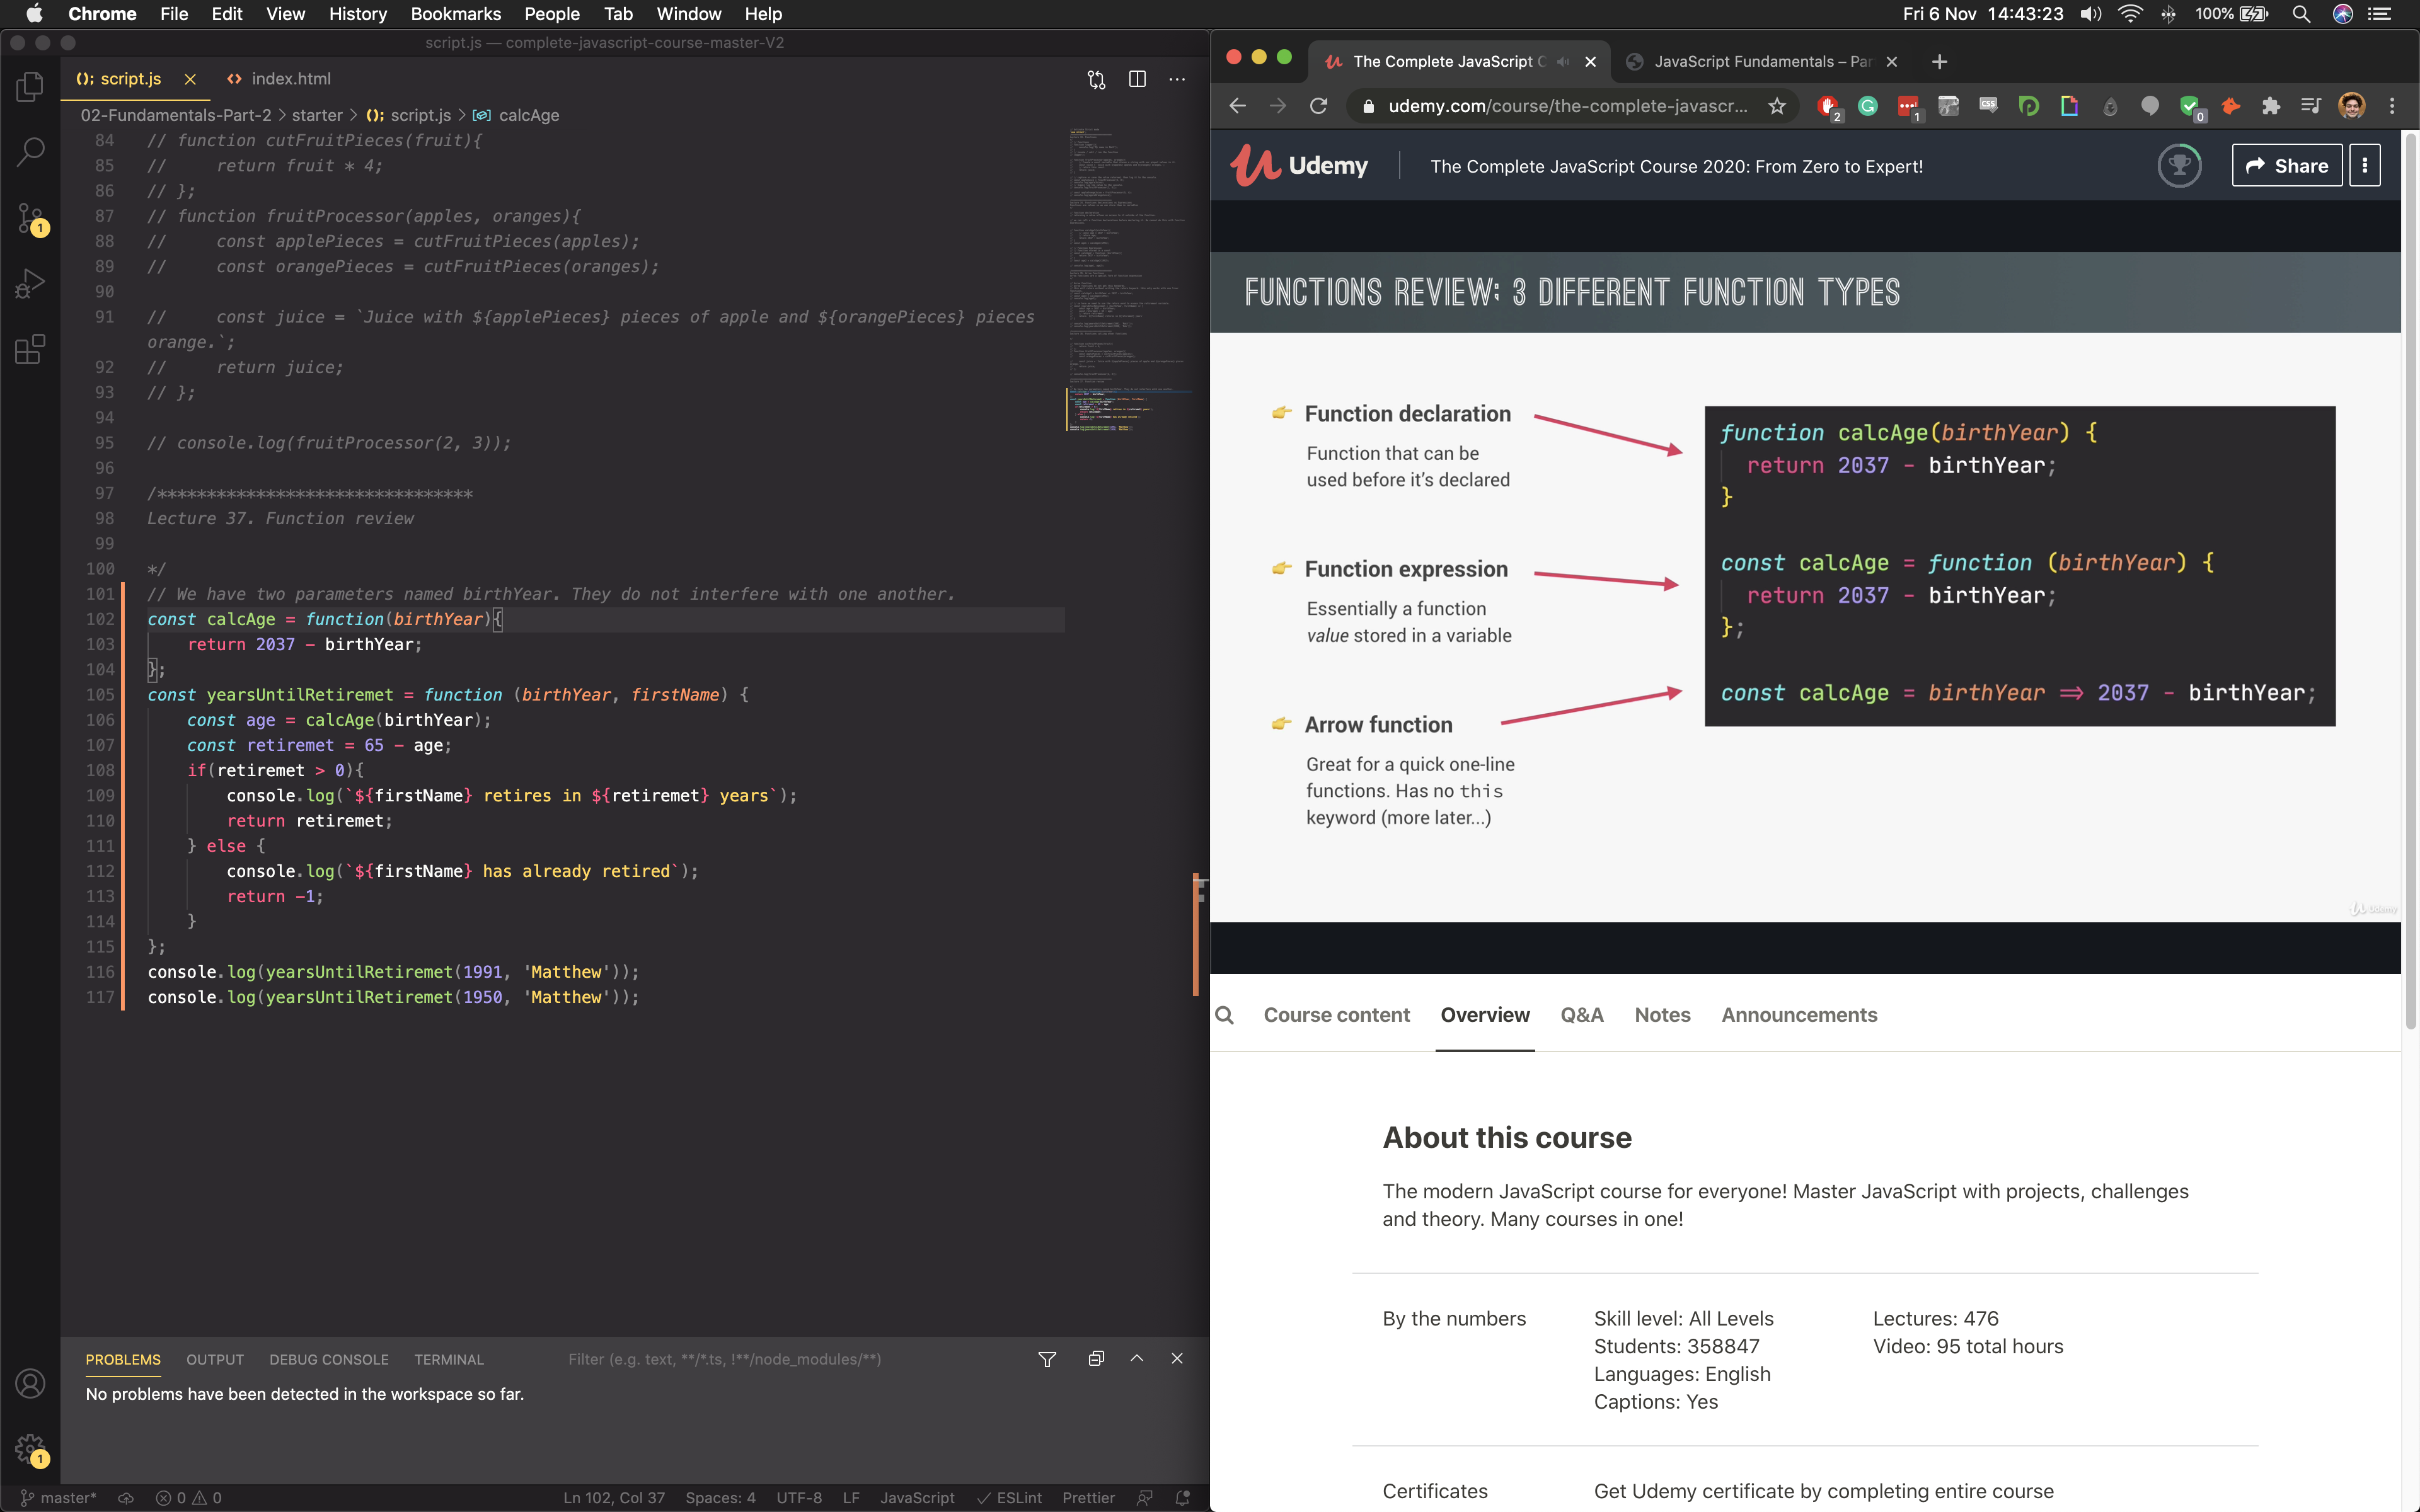 Chrome File Edit View History Bookmarks People Tab Window Help
Fri 6 Nov 14:43:23 100%
script.js — complete-javascript-course-master-V2
script.js
index.html
02-Fundamentals-Part-2 > starter > script.js > calcAge
84 // function cutFruitPieces(fruit){
85 //     return fruit * 4;
86 // };
87 // function fruitProcessor(apples, oranges){
88 //     const applePieces = cutFruitPieces(apples);
89 //     const orangePieces = cutFruitPieces(oranges);
90
91 //     const juice = `Juice with ${applePieces} pieces of apple and ${orangePieces} pieces
orange.`;
92 //     return juice;
93 // };
94
95 // console.log(fruitProcessor(2, 3));
96
97 /********************************
98 Lecture 37. Function review
99
100 */
101 // We have two parameters named birthYear. They do not interfere with one another.
102 const calcAge = function(birthYear){
103     return 2037 - birthYear;
104 };
105 const yearsUntilRetiremet = function (birthYear, firstName) {
106     const age = calcAge(birthYear);
107     const retiremet = 65 - age;
108     if(retiremet > 0){
109         console.log(`${firstName} retires in ${retiremet} years`);
110         return retiremet;
111     } else {
112         console.log(`${firstName} has already retired`);
113         return -1;
114     }
115 };
116 console.log(yearsUntilRetiremet(1991, 'Matthew'));
117 console.log(yearsUntilRetiremet(1950, 'Matthew'));
PROBLEMS OUTPUT DEBUG CONSOLE TERMINAL
Filter (e.g. text, **/*.ts, !**/node_modules/**)
No problems have been detected in the workspace so far.
master* 0 0
Ln 102, Col 37 Spaces: 4 UTF-8 LF JavaScript ESLint Prettier
The Complete JavaScript C
JavaScript Fundamentals – Par
udemy.com/course/the-complete-javascr...
Udemy
The Complete JavaScript Course 2020: From Zero to Expert!
Share
FUNCTIONS REVIEW: 3 DIFFERENT FUNCTION TYPES
Function declaration
Function that can be
used before it's declared
Function expression
Essentially a function
value stored in a variable
Arrow function
Great for a quick one-line
functions. Has no this
keyword (more later...)
function calcAge(birthYear) {
  return 2037 - birthYear;
}
const calcAge = function (birthYear) {
  return 2037 - birthYear;
};
const calcAge = birthYear => 2037 - birthYear;
Udemy
Course content Overview Q&A Notes Announcements
About this course
The modern JavaScript course for everyone! Master JavaScript with projects, challenges
and theory. Many courses in one!
By the numbers
Skill level: All Levels
Students: 358847
Languages: English
Captions: Yes
Lectures: 476
Video: 95 total hours
Certificates
Get Udemy certificate by completing entire course